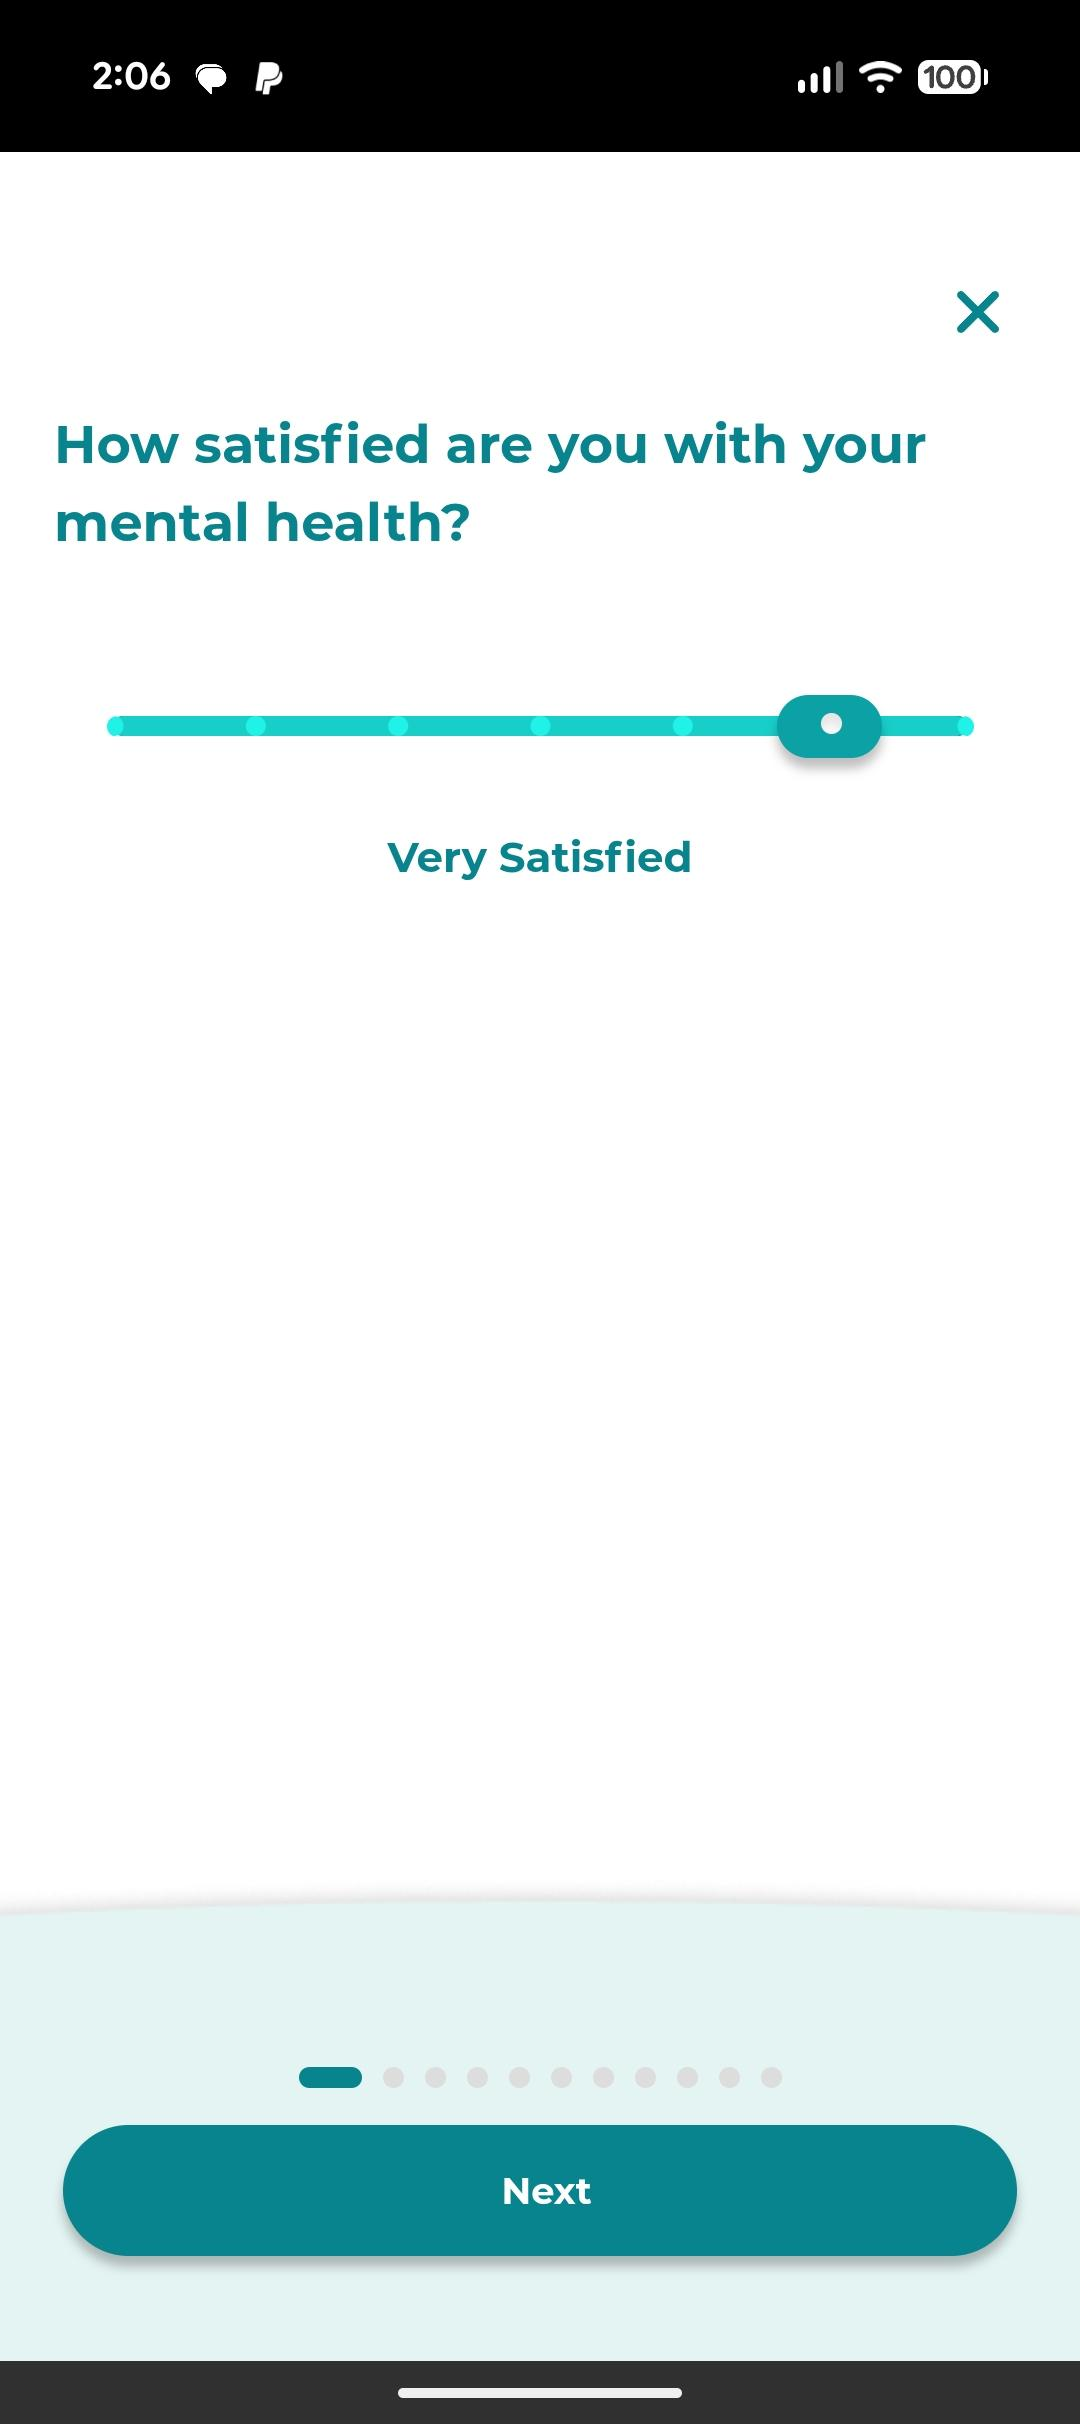 2:06
100
How satisfied are you with your
mental health?
Very Satisfied
Next